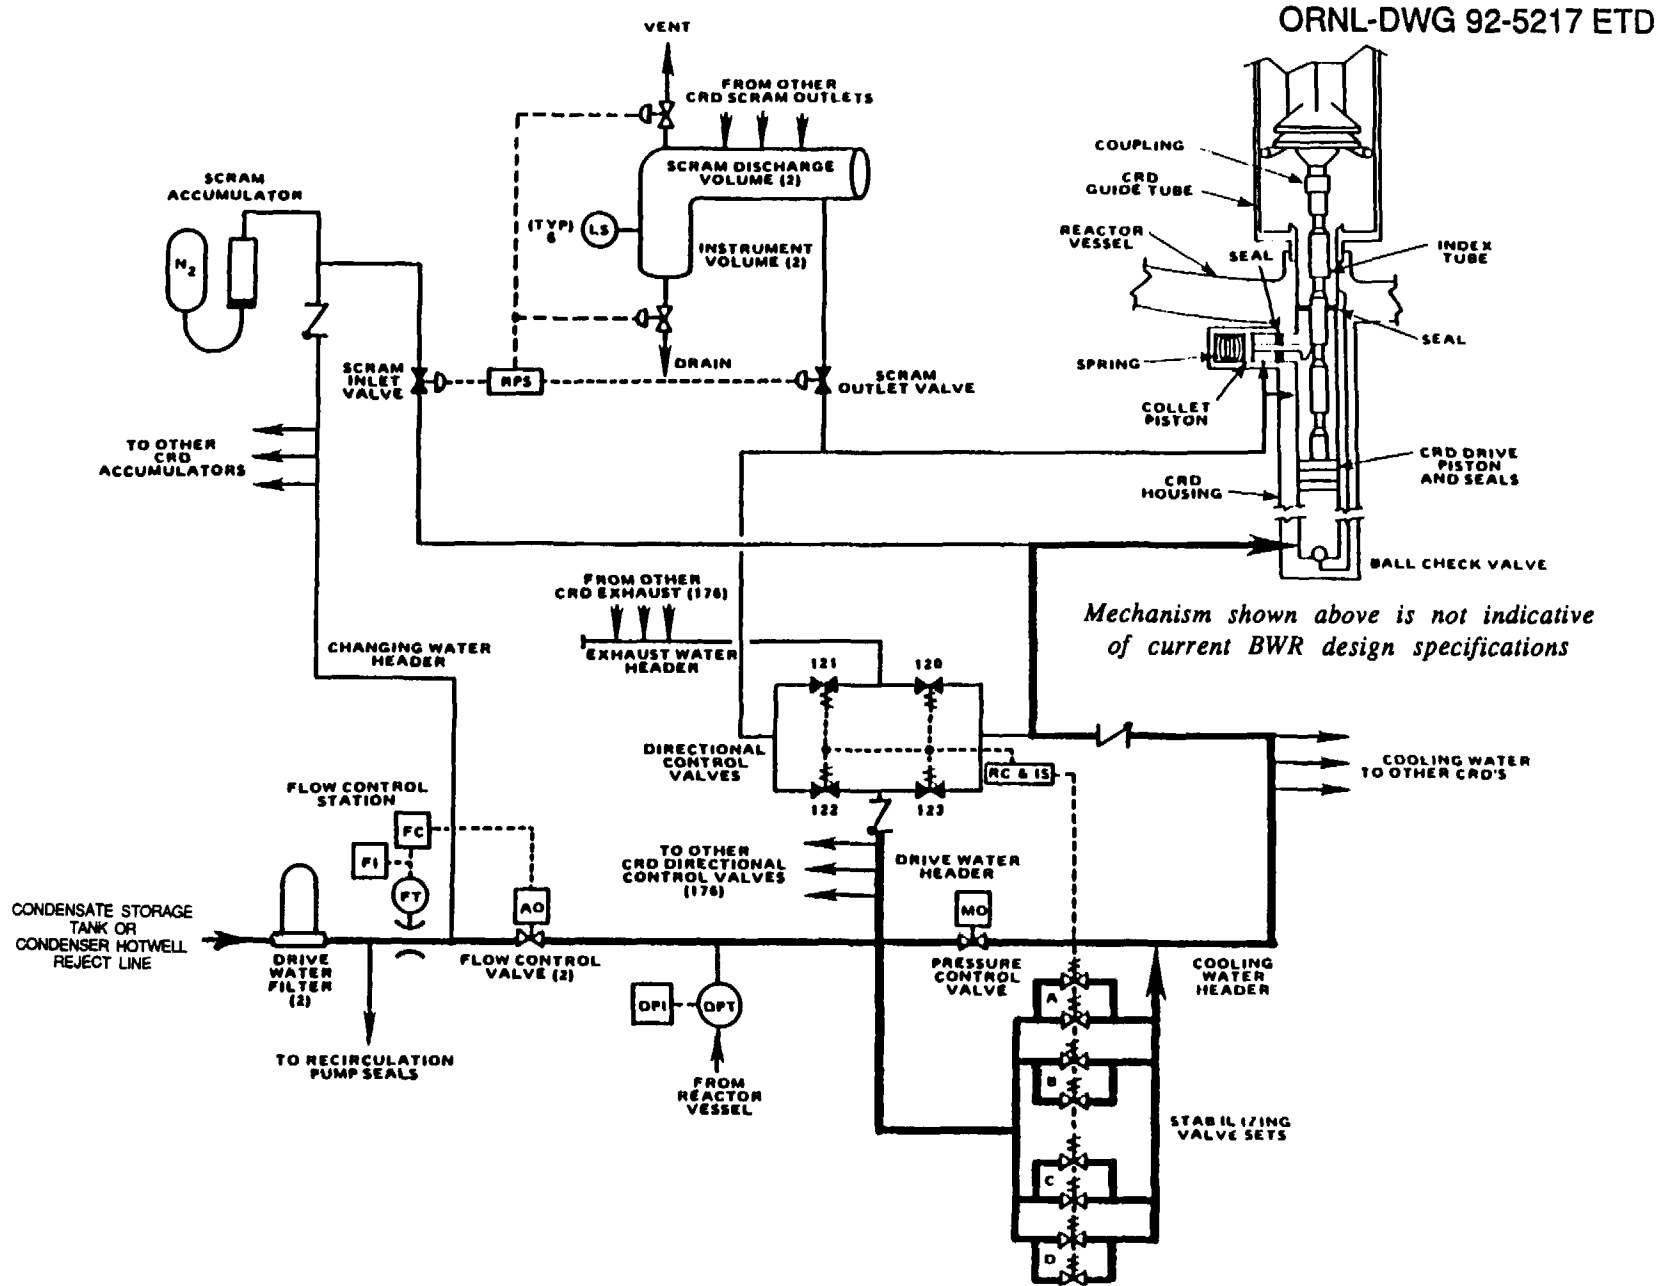 ORNL-DWG 92-5217 ETD
VENT
FROM OTHER
CRD SCRAM OUTLETS
SCRAM
ACCUMULATOR
N2
SCRAM DISCHARGE
VOLUME (2)
(TYP)
6
LS
INSTRUMENT
VOLUME (2)
DRAIN
SCRAM
INLET
VALVE
RPS
SCRAM
OUTLET VALVE
TO OTHER
CRD
ACCUMULATORS
COUPLING
CRD
GUIDE TUBE
REACTOR
VESSEL
SEAL
INDEX
TUBE
SEAL
SPRING
COLLET
PISTON
CRD DRIVE
PISTON
AND SEALS
CRD
HOUSING
BALL CHECK VALVE
Mechanism shown above is not indicative
of current BWR design specifications
FROM OTHER
CRD EXHAUST (176)
EXHAUST WATER
HEADER
CHANGING WATER
HEADER
121
120
DIRECTIONAL
CONTROL
VALVES
RC & IS
122
123
COOLING WATER
TO OTHER CRD'S
FLOW CONTROL
STATION
FC
FI
FT
AO
TO OTHER
CRD DIRECTIONAL
CONTROL VALVES
(176)
DRIVE WATER
HEADER
MO
CONDENSATE STORAGE
TANK OR
CONDENSER HOTWELL
REJECT LINE
DRIVE
WATER
FILTER
(2)
FLOW CONTROL
VALVE (2)
PRESSURE
CONTROL
VALVE
COOLING
WATER
HEADER
DPI
DPT
TO RECIRCULATION
PUMP SEALS
FROM
REACTOR
VESSEL
A
B
C
D
STABILIZING
VALVE SETS